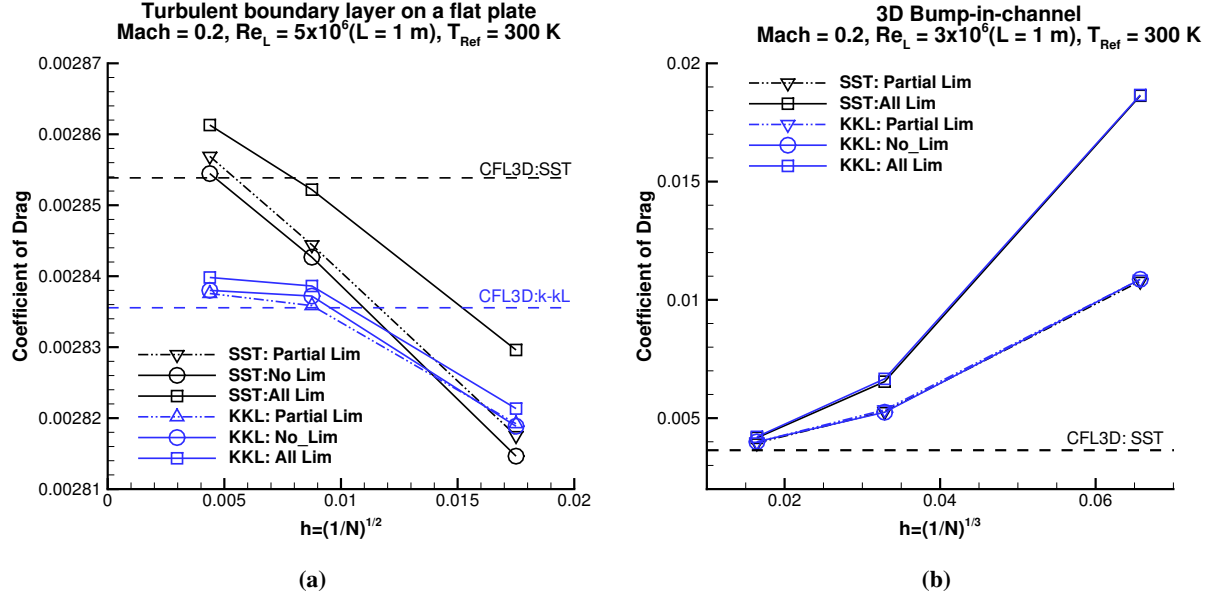 Turbulent boundary layer on a flat plate
Mach = 0.2, Re_L = 5x10^6(L = 1 m), T_Ref = 300 K
0.00287
0.00286
0.00285
0.00284
0.00283
0.00282
0.00281
Coefficient of Drag
CFL3D:SST
CFL3D:k-kL
SST: Partial Lim
SST:No Lim
SST:All Lim
KKL: Partial Lim
KKL: No_Lim
KKL: All Lim
0
0.005
0.01
0.015
0.02
h=(1/N)^1/2
(a)
3D Bump-in-channel
Mach = 0.2, Re_L = 3x10^6(L = 1 m), T_Ref = 300 K
0.02
0.015
0.01
0.005
Coefficient of Drag
SST: Partial Lim
SST:All Lim
KKL: Partial Lim
KKL: No_Lim
KKL: All Lim
CFL3D: SST
0.02
0.04
0.06
h=(1/N)^1/3
(b)